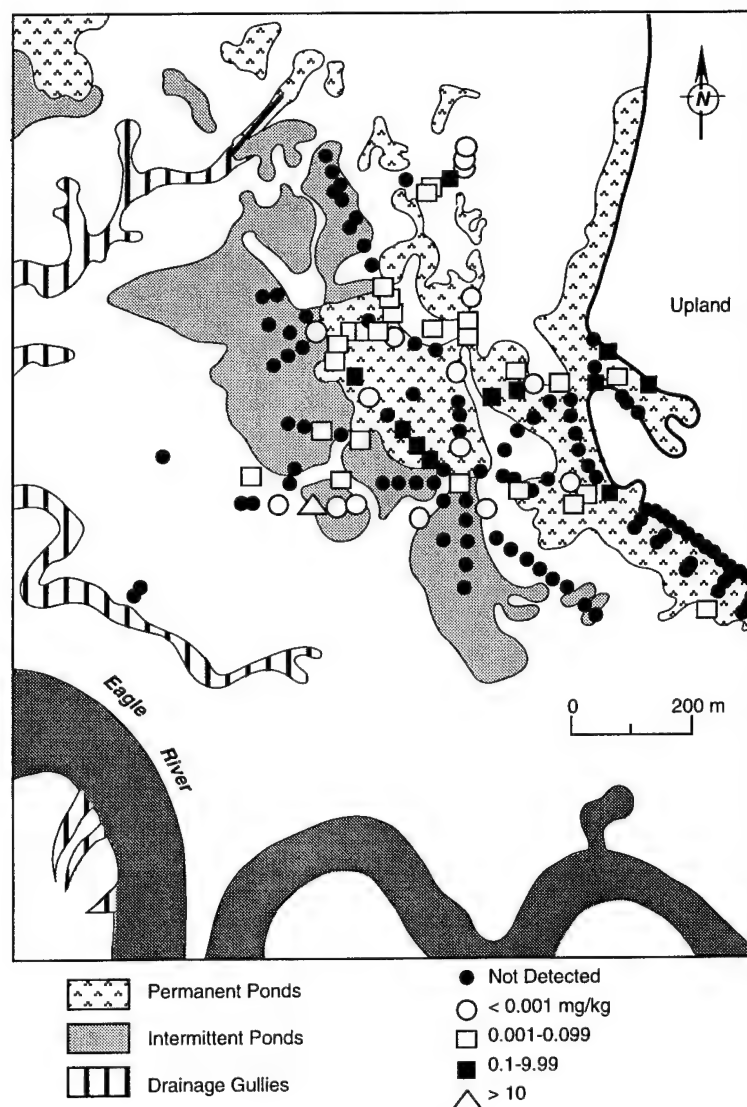 N
Upland
0 200 m
Eagle
River
Permanent Ponds
Intermittent Ponds
Drainage Gullies
Not Detected
< 0.001 mg/kg
0.001-0.099
0.1-9.99
> 10